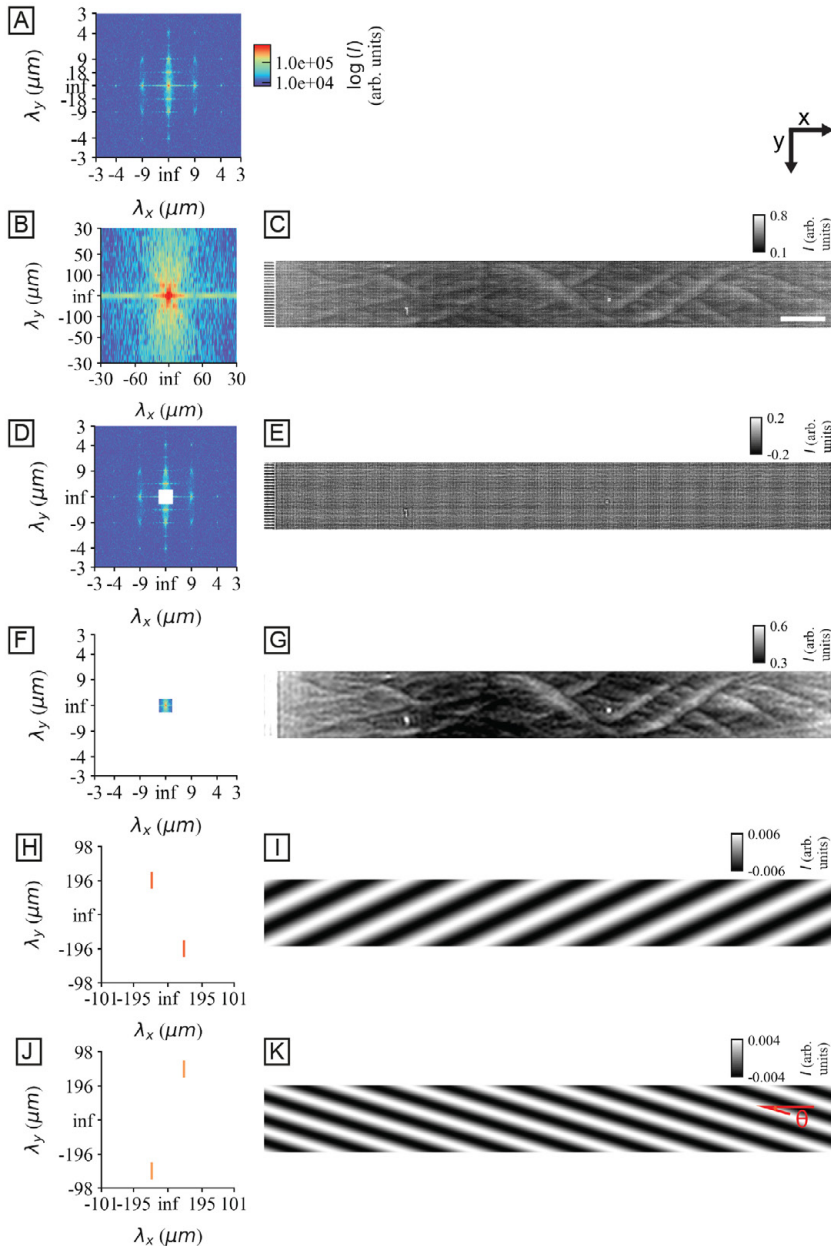 A
3
4
9
18
inf
-18
-9
-4
-3
λy (μm)
-3 -4 -9 inf 9 4 3
λx (μm)
1.0e+05
1.0e+04
log (I)
(arb. units)
x
y
B
30
50
100
inf
-100
-50
-30
λy (μm)
-30 -60 inf 60 30
λx (μm)
C
0.8
0.1
I (arb. units)
D
3
4
9
inf
-9
-4
-3
λy (μm)
-3 -4 -9 inf 9 4 3
λx (μm)
E
0.2
-0.2
I (arb. units)
F
3
4
9
inf
-9
-4
-3
λy (μm)
-3 -4 -9 inf 9 4 3
λx (μm)
G
0.6
0.3
I (arb. units)
H
98
196
inf
-196
-98
λy (μm)
-101 -195 inf 195 101
λx (μm)
I
0.006
-0.006
I (arb. units)
J
98
196
inf
-196
-98
λy (μm)
-101 -195 inf 195 101
λx (μm)
K
0.004
-0.004
I (arb. units)
θ